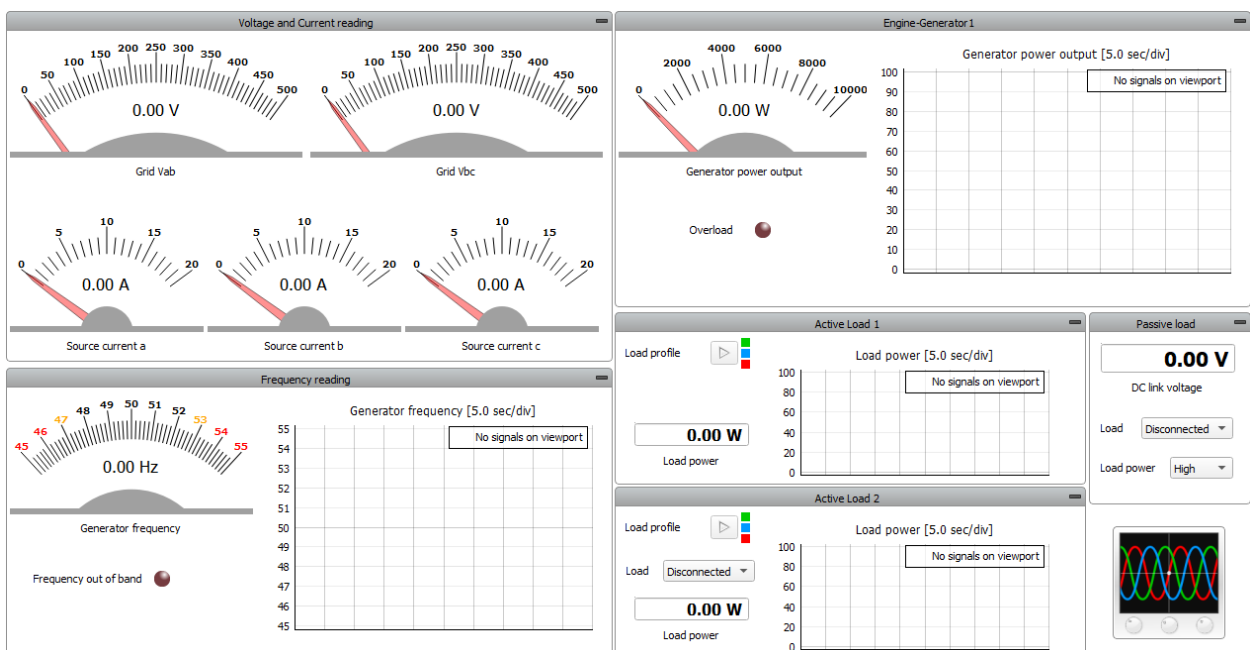 Voltage and Current reading
0 50 100 150 200 250 300 350 400 450 500
0.00 V
Grid Vab
0 50 100 150 200 250 300 350 400 450 500
0.00 V
Grid Vbc
0 5 10 15 20
0.00 A
Source current a
0 5 10 15 20
0.00 A
Source current b
0 5 10 15 20
0.00 A
Source current c
Frequency reading
45 46 47 48 49 50 51 52 53 54 55
0.00 Hz
Generator frequency
Frequency out of band
Generator frequency [5.0 sec/div]
No signals on viewport
55
54
53
52
51
50
49
48
47
46
45
Engine-Generator1
0 2000 4000 6000 8000 10000
0.00 W
Generator power output
Overload
Generator power output [5.0 sec/div]
No signals on viewport
100
90
80
70
60
50
40
30
20
10
0
Active Load 1
Load profile
0.00 W
Load power
Load power [5.0 sec/div]
No signals on viewport
100
80
60
40
20
0
Passive load
0.00 V
DC link voltage
Load Disconnected
Load power High
Active Load 2
Load profile
Load Disconnected
0.00 W
Load power
Load power [5.0 sec/div]
No signals on viewport
100
80
60
40
20
0